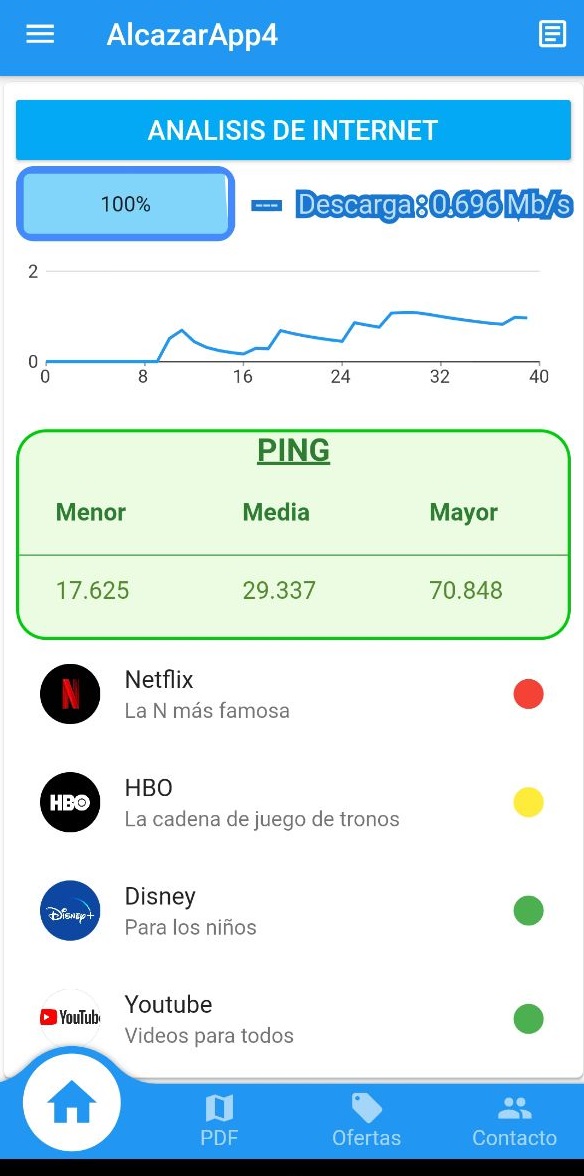 AlcazarApp4
ANALISIS DE INTERNET
100%
--- Descarga:0.696 Mb/s
2
0
0 8 16 24 32 40
PING
Menor Media Mayor
17.625 29.337 70.848
N
Netflix
La N más famosa
HBO
HBO
La cadena de juego de tronos
Disney+
Disney
Para los niños
YouTub
Youtube
Videos para todos
PDF Ofertas Contacto